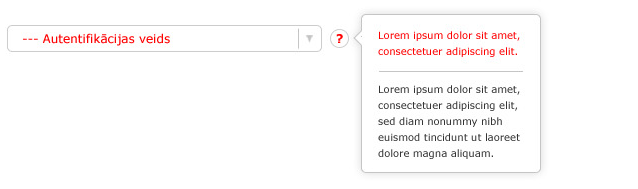 --- Autentifikācijas veids
?
Lorem ipsum dolor sit amet,
consectetuer adipiscing elit.
Lorem ipsum dolor sit amet,
consectetuer adipiscing elit,
sed diam nonummy nibh
euismod tincidunt ut laoreet
dolore magna aliquam.